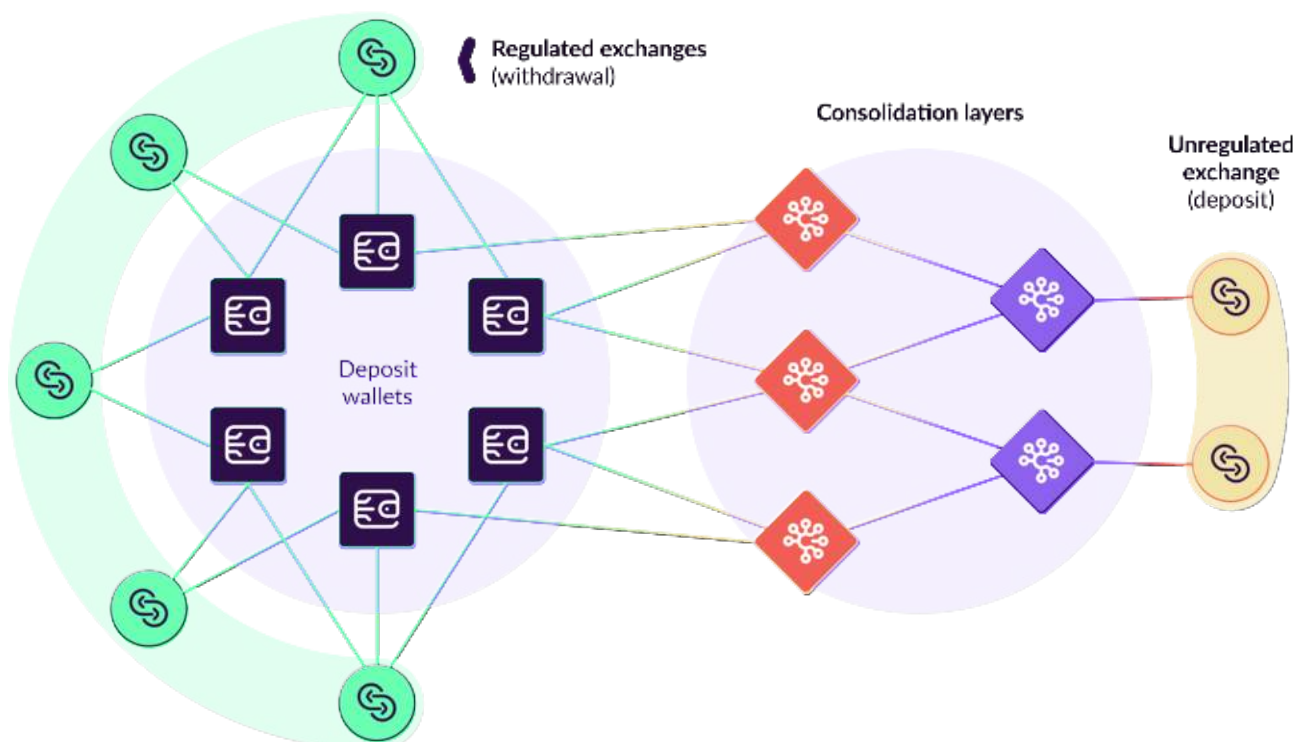 Regulated exchanges
(withdrawal)
Consolidation layers
Unregulated
exchange
(deposit)
Deposit
wallets